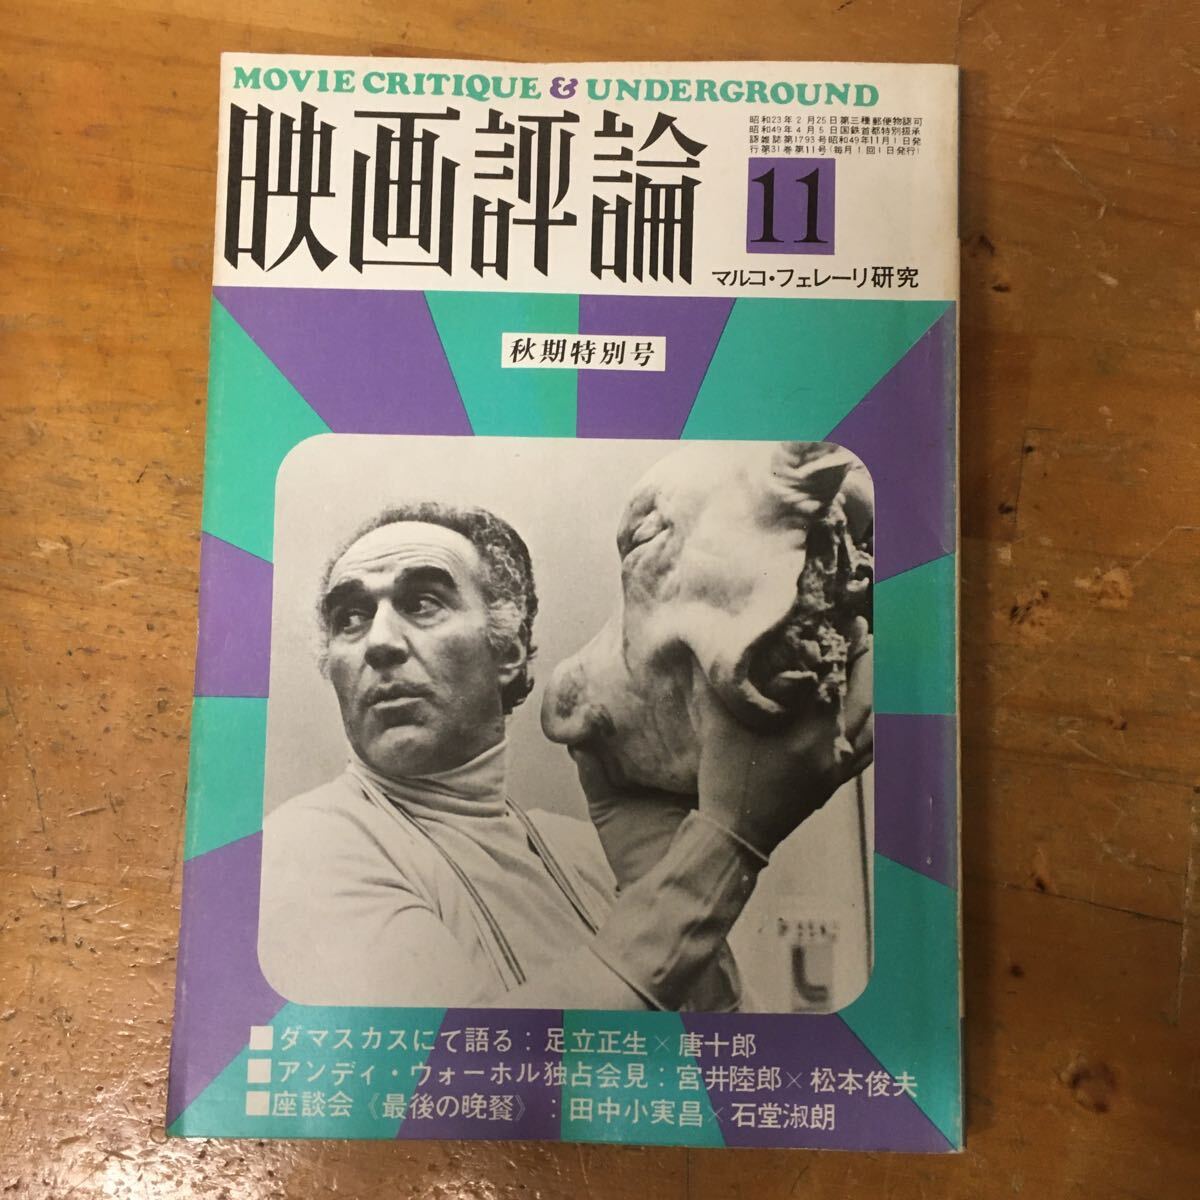 MOVIE CRITIQUE & UNDERGROUND
映画評論
昭和23年2月25日第三種郵便物認可
昭和49年4月5日国鉄首都特別扱承
認雑誌第1793号昭和49年11月1日発
行第31巻第11号(毎月1回1日発行)
11
マルコ・フェレーリ研究
秋期特別号
■ダマスカスにて語る:足立正生×唐十郎
■アンディ・ウォーホル独占会見:宮井陸郎×松本俊夫
■座談会《最後の晩餐》:田中小実昌×石堂淑朗